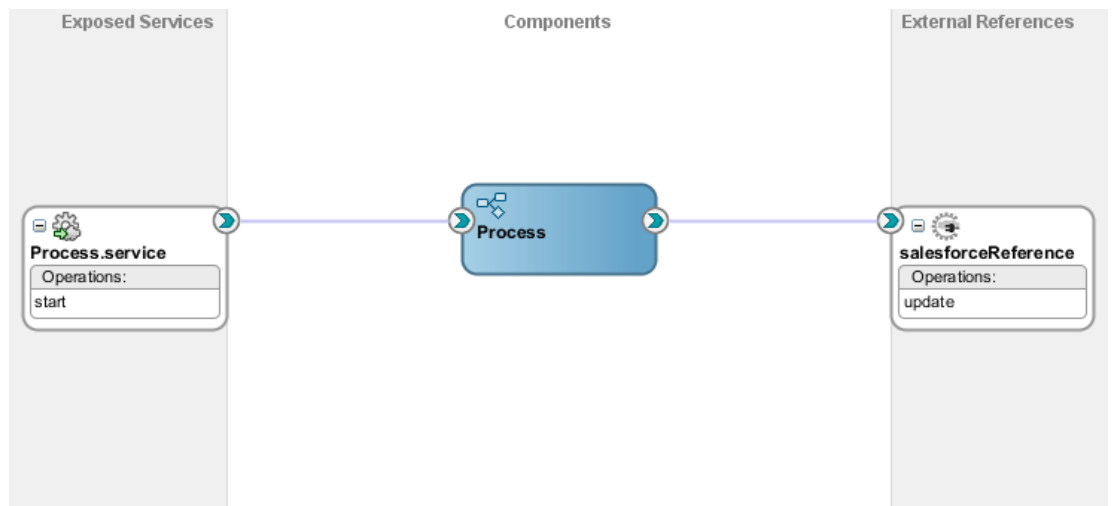 Exposed Services
Components
External References
Process.service
Operations:
start
Process
salesforceReference
Operations:
update